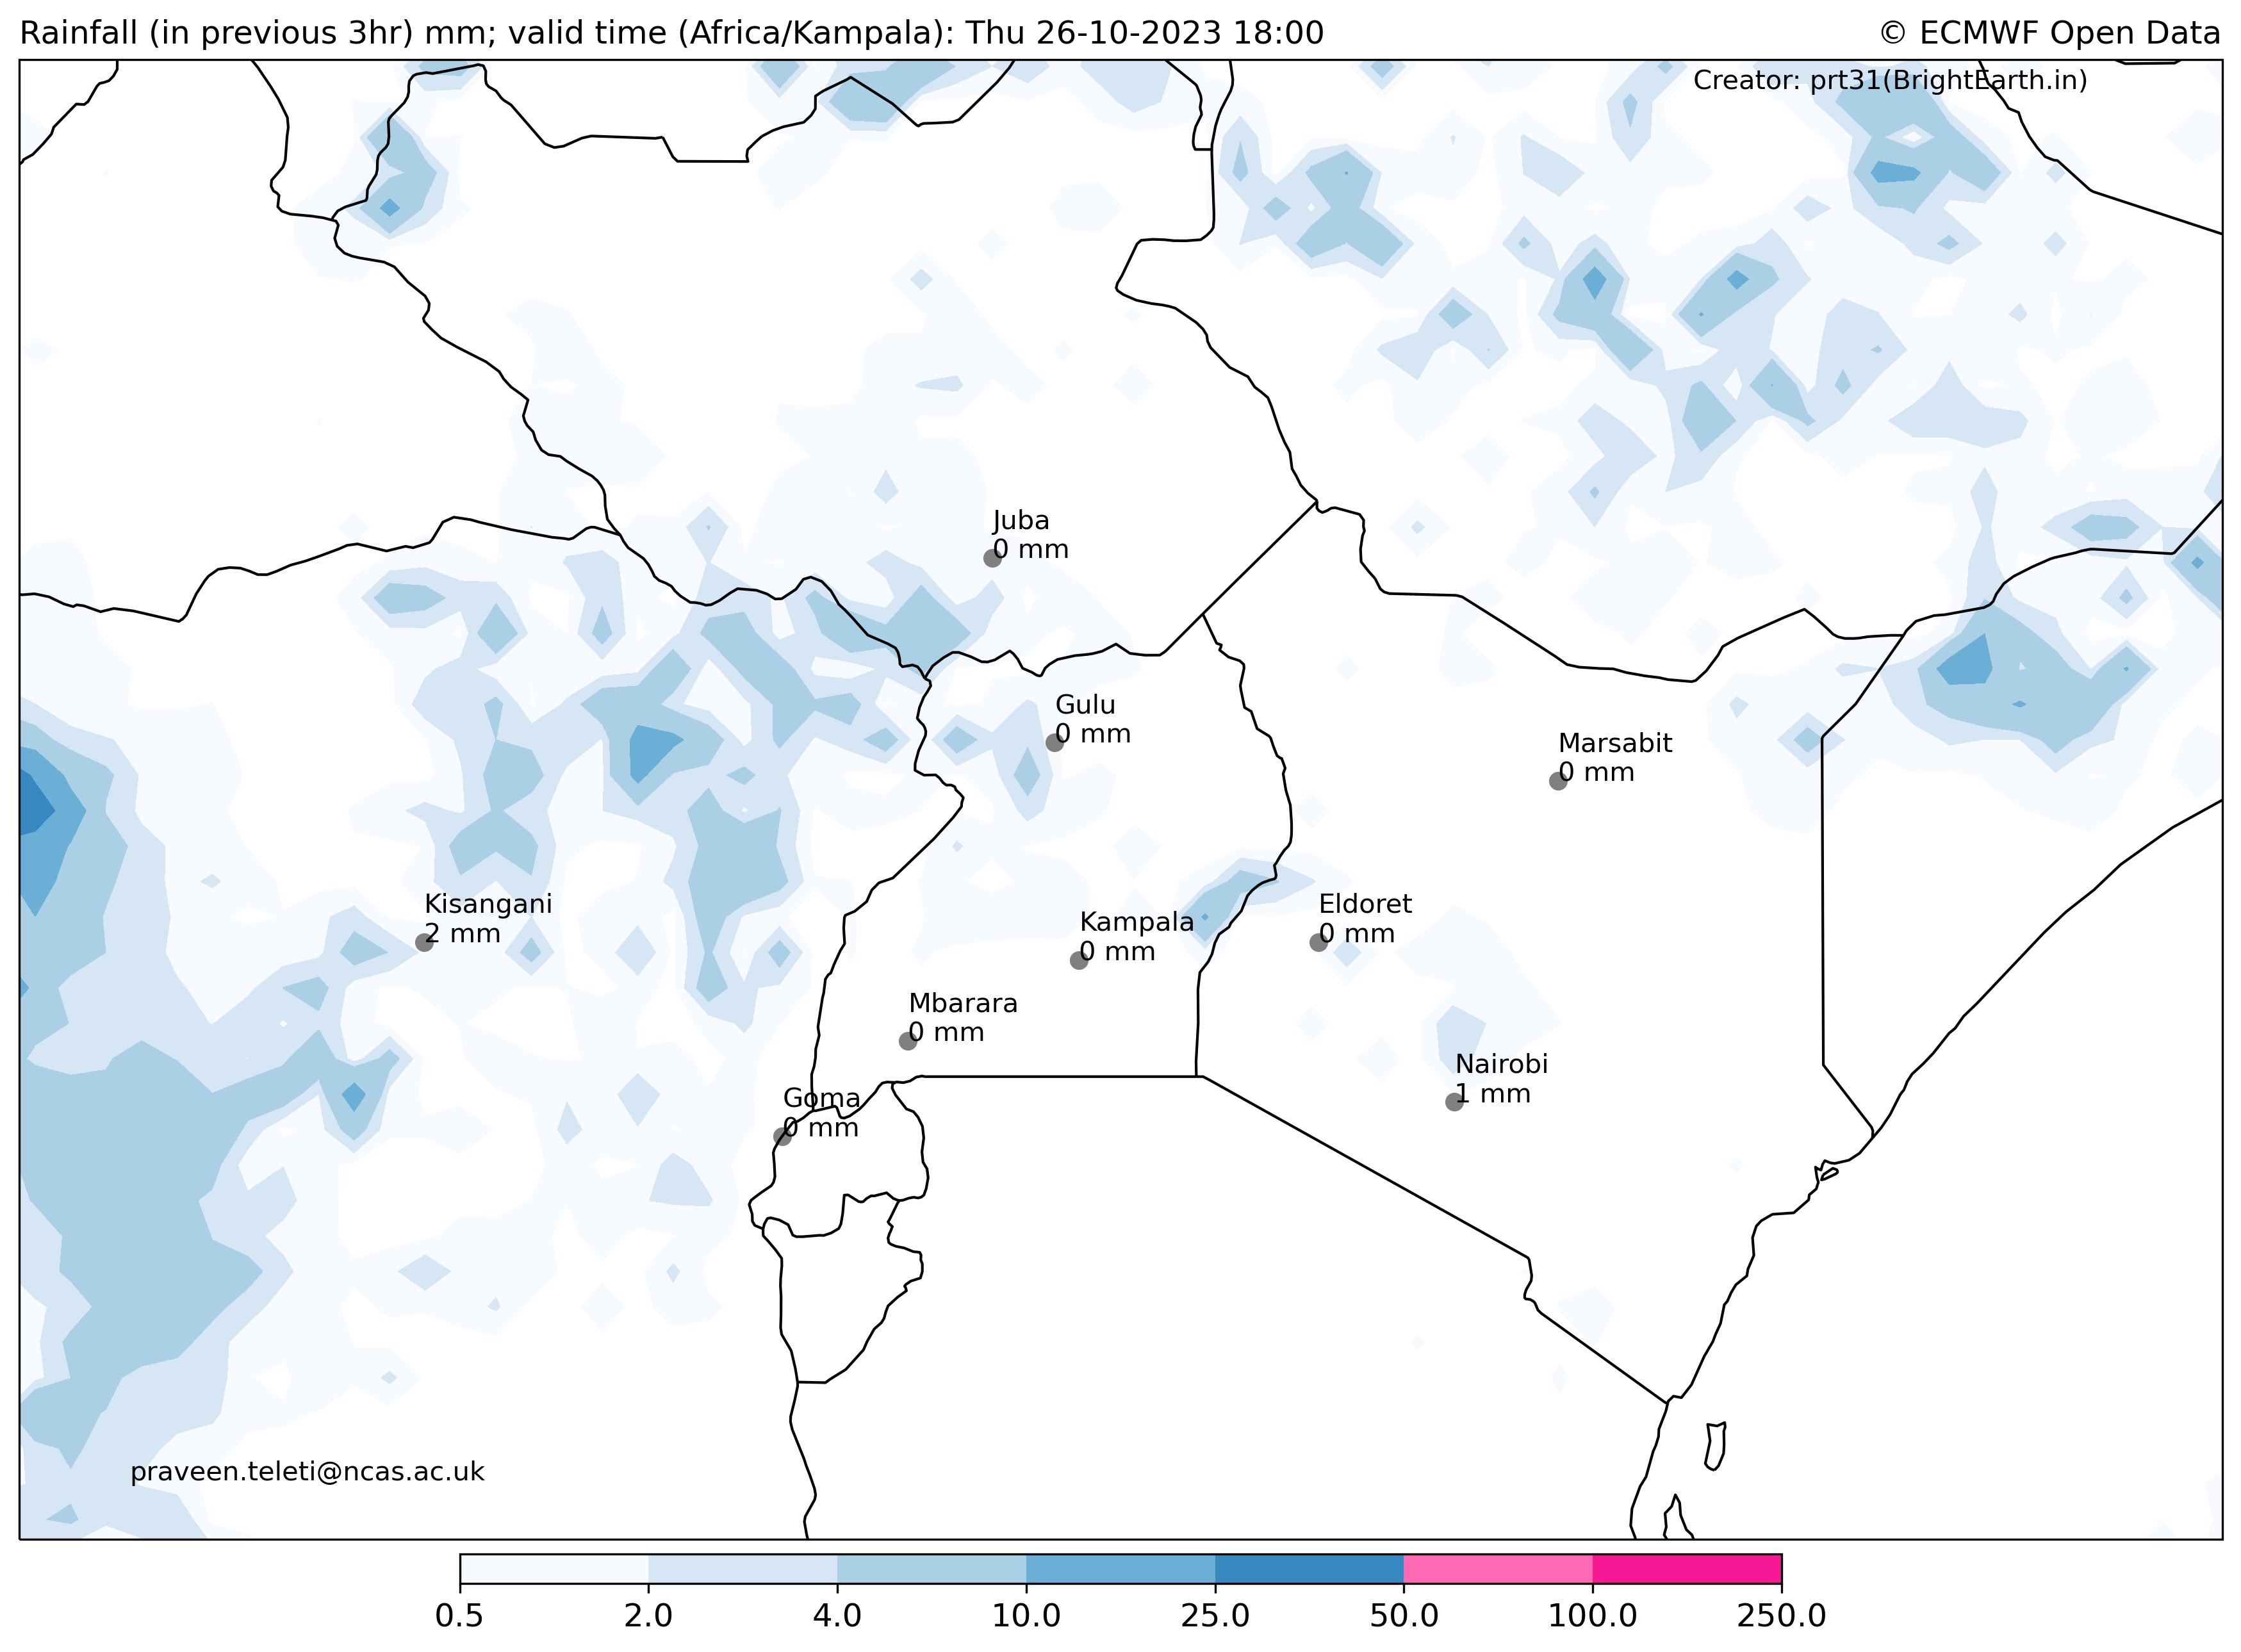 Rainfall (in previous 3hr) mm; valid time (Africa/Kampala): Thu 26-10-2023 18:00
© ECMWF Open Data
Creator: prt31(BrightEarth.in)
Juba
0 mm
Gulu
0 mm
Marsabit
0 mm
Kisangani
2 mm
Eldoret
0 mm
Kampala
0 mm
Mbarara
0 mm
Nairobi
1 mm
Goma
0 mm
praveen.teleti@ncas.ac.uk
0.5 2.0 4.0 10.0 25.0 50.0 100.0 250.0